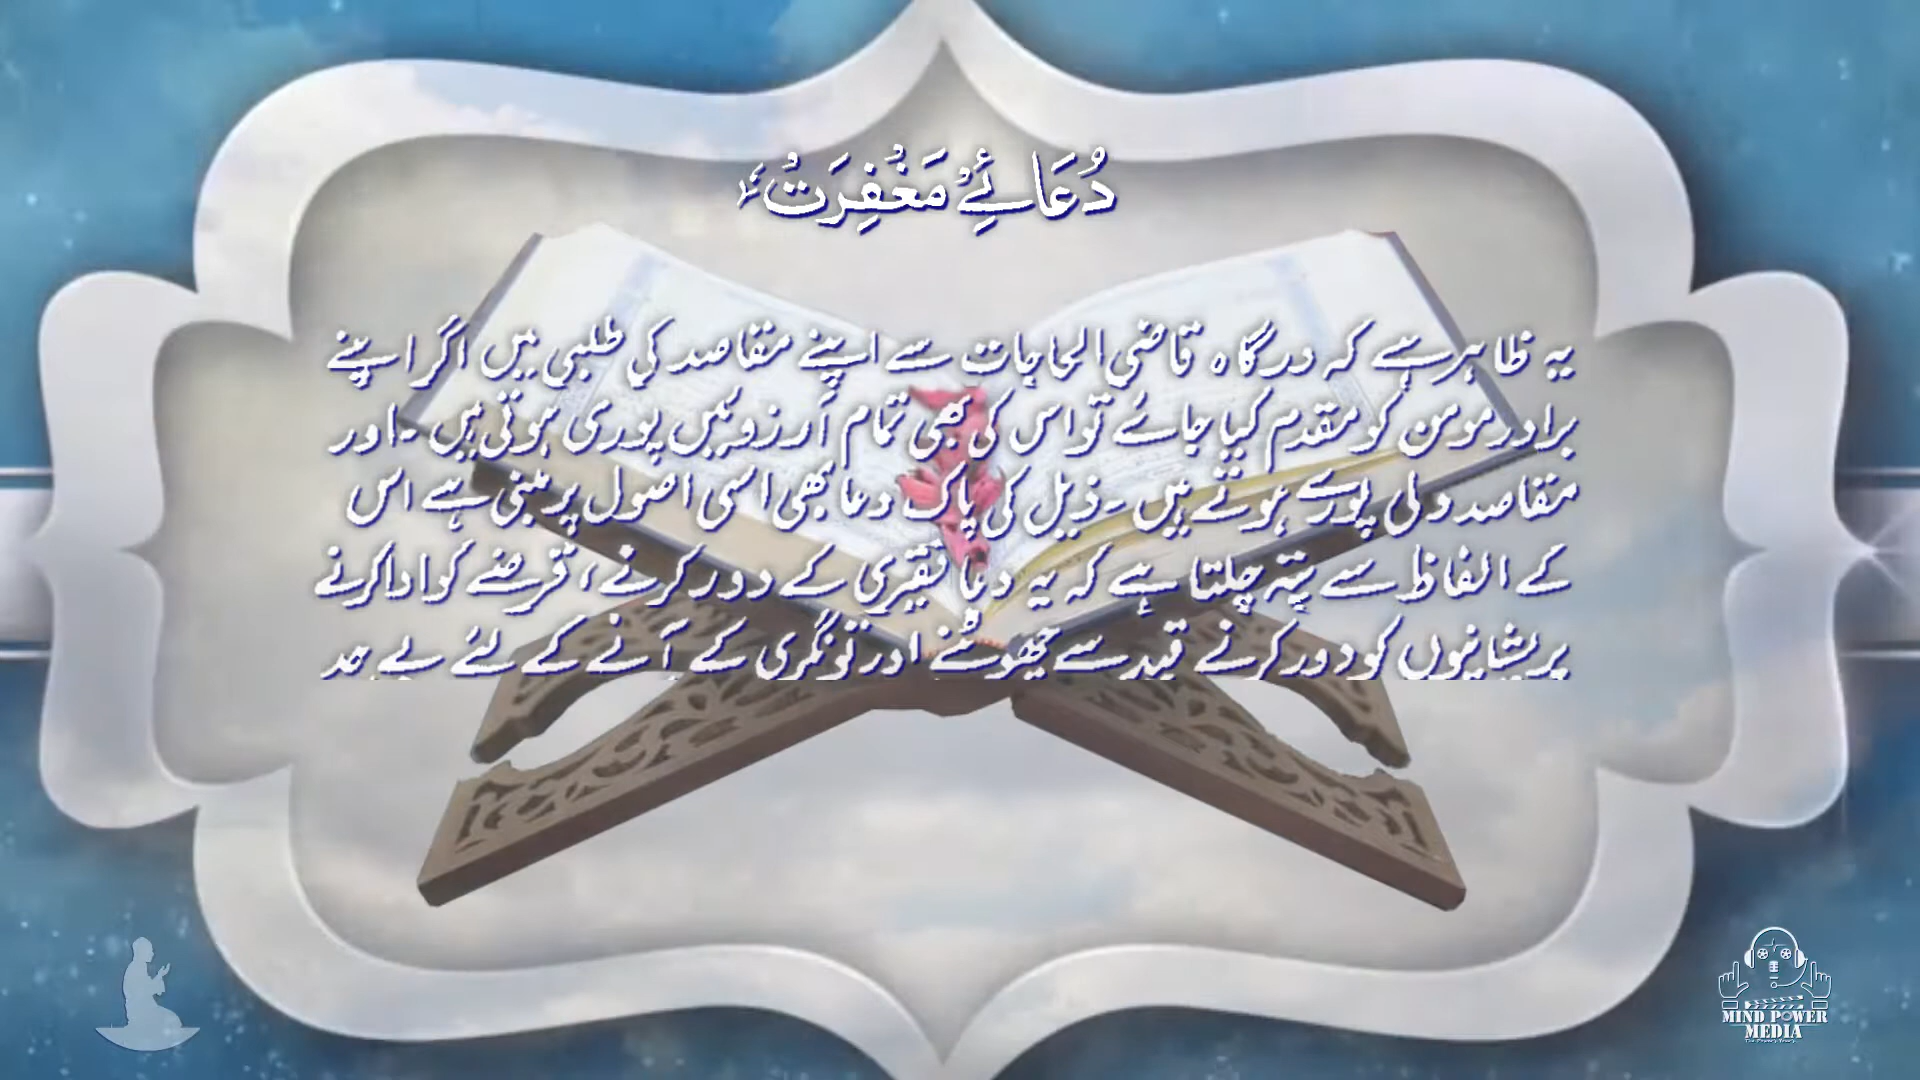 دُعَائے مَغْفِرَتْ
یہ ظاہر ہے کہ درگاہ قاضی الحاجات سے اپنے مقاصد کی طلبی میں اگر اپنے
برادر مومن کو مقدم کیا جائے تو اس کی بھی تمام آرزوئیں پوری ہوتی ہیں ۔ اور
مقاصد دلی پورے ہوتے ہیں ۔ ذیل کی پاک دعا بھی اسی اصول پر مبنی ہے اس
کے الفاظ سے پتہ چلتا ہے کہ یہ دعا فقیری کے دور کرنے ، قرضے کو ادا کرنے
پریشانیوں کو دور کرنے قید سے چھوٹنے اور تونگری کے آنے کے لئے بے حد
MIND POWER
MEDIA